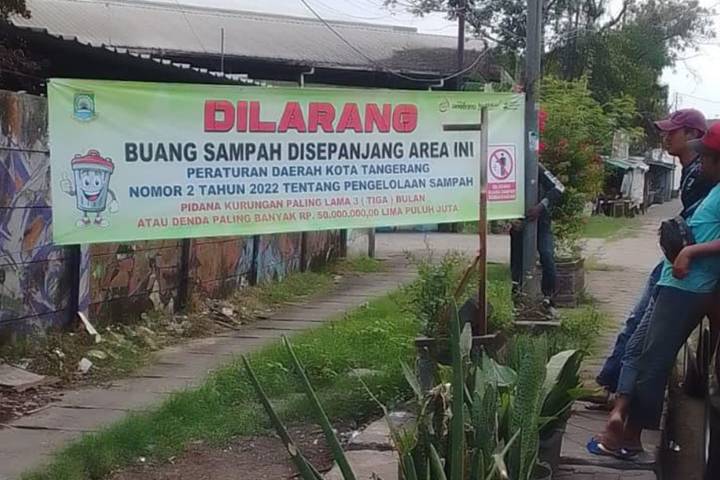 DILARANG
BUANG SAMPAH DISEPANJANG AREA INI
PERATURAN DAERAH KOTA TANGERANG
NOMOR 2 TAHUN 2022 TENTANG PENGELOLAAN SAMPAH
PIDANA KURUNGAN PALING LAMA 3 ( TIGA ) BULAN
ATAU DENDA PALING BANYAK RP. 50.000.000,00 LIMA PULUH JUTA